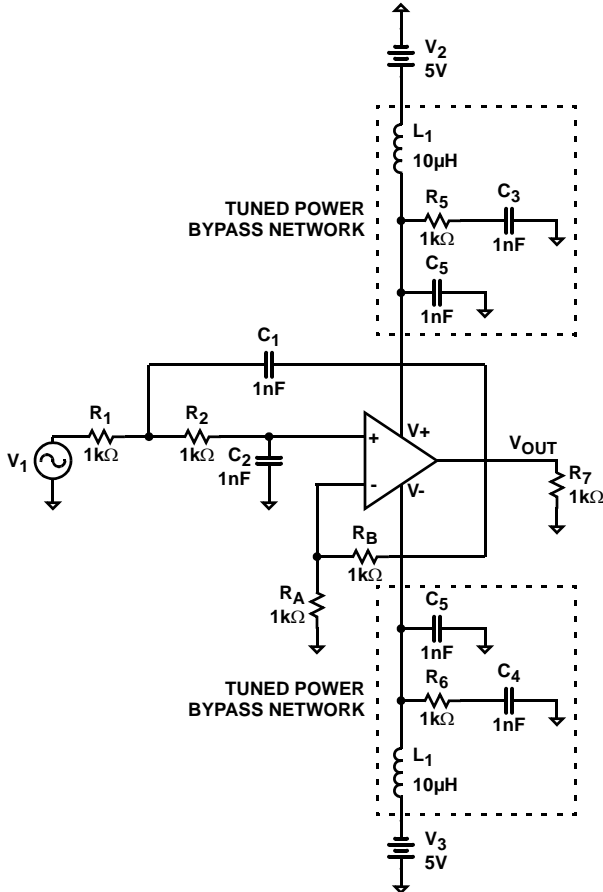 V2
5V
L1
10µH
TUNED POWER
BYPASS NETWORK
R5
1kΩ
C3
1nF
C5
1nF
C1
1nF
R1
1kΩ
R2
1kΩ
V1
C2
1nF
+
-
V+
V-
VOUT
R7
1kΩ
RB
1kΩ
RA
1kΩ
C5
1nF
TUNED POWER
BYPASS NETWORK
R6
1kΩ
C4
1nF
L1
10µH
V3
5V